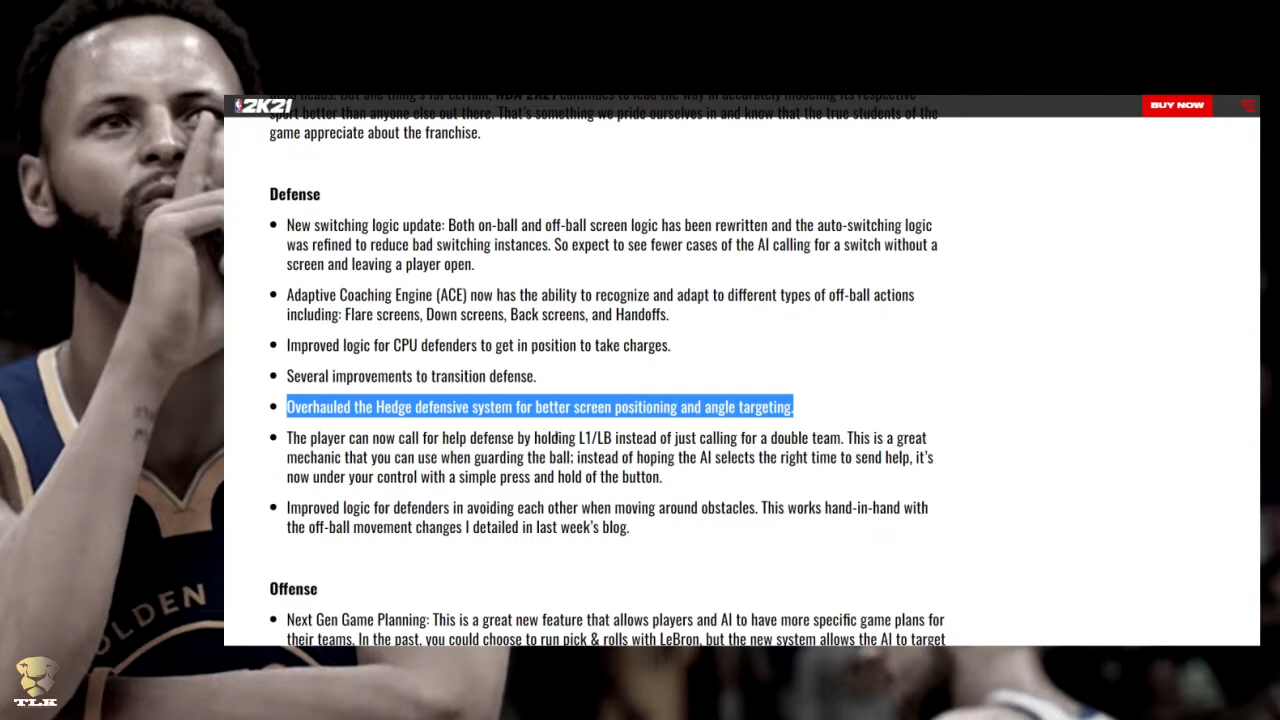 2K21
BUY NOW
sport better than anyone else out there. That's something we pride ourselves in and know that the true students of the
game appreciate about the franchise.
Defense
New switching logic update: Both on-ball and off-ball screen logic has been rewritten and the auto-switching logic
was refined to reduce bad switching instances. So expect to see fewer cases of the AI calling for a switch without a
screen and leaving a player open.
Adaptive Coaching Engine (ACE) now has the ability to recognize and adapt to different types of off-ball actions
including: Flare screens, Down screens, Back screens, and Handoffs.
Improved logic for CPU defenders to get in position to take charges.
Several improvements to transition defense.
Overhauled the Hedge defensive system for better screen positioning and angle targeting.
The player can now call for help defense by holding L1/LB instead of just calling for a double team. This is a great
mechanic that you can use when guarding the ball; instead of hoping the AI selects the right time to send help, it's
now under your control with a simple press and hold of the button.
Improved logic for defenders in avoiding each other when moving around obstacles. This works hand-in-hand with
the off-ball movement changes I detailed in last week's blog.
Offense
Next Gen Game Planning: This is a great new feature that allows players and AI to have more specific game plans for
their teams. In the past, you could choose to run pick & rolls with LeBron, but the new system allows the AI to target
OLDEN
TLK